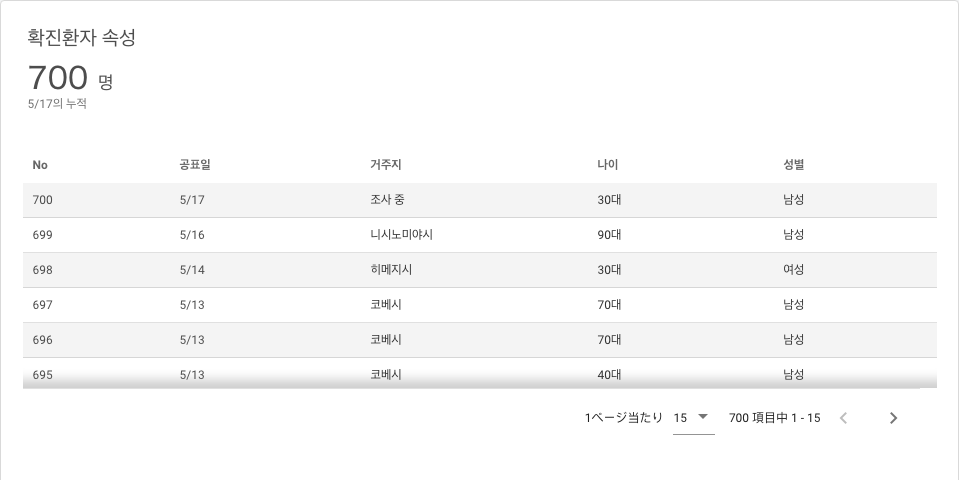 확진환자 속성
700 명
5/17의 누적
No 공표일 거주지 나이 성별
700 5/17 조사 중 30대 남성
699 5/16 니시노미야시 90대 남성
698 5/14 히메지시 30대 여성
697 5/13 코베시 70대 남성
696 5/13 코베시 70대 남성
695 5/13 코베시 40대 남성
1ページ当たり 15 700 項目中 1 - 15